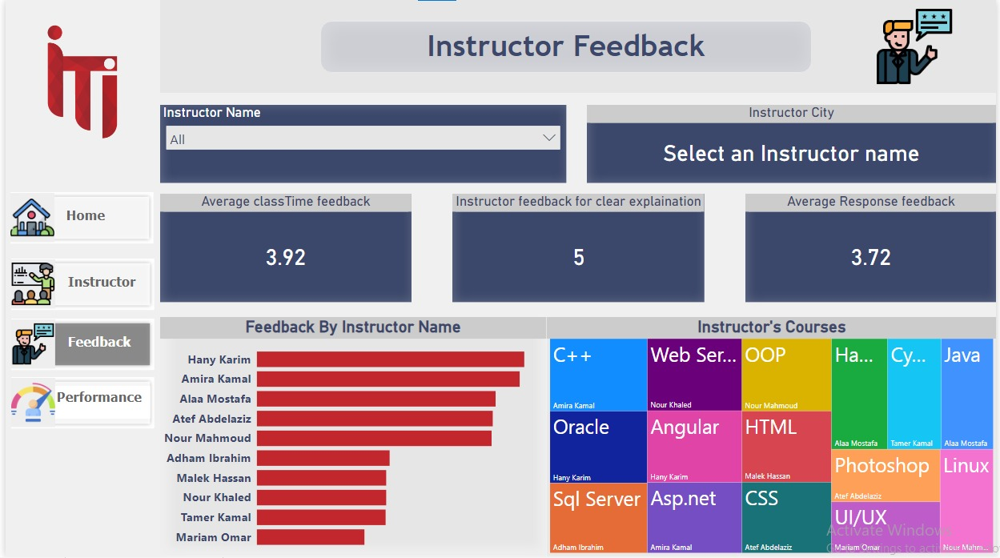 Instructor Feedback
Instructor Name
All
Instructor City
Select an Instructor name
Home
Instructor
Feedback
Performance
Average classTime feedback
3.92
Instructor feedback for clear explaination
5
Average Response feedback
3.72
Feedback By Instructor Name
Hany Karim
Amira Kamal
Alaa Mostafa
Atef Abdelaziz
Nour Mahmoud
Adham Ibrahim
Malek Hassan
Nour Khaled
Tamer Kamal
Mariam Omar
Instructor's Courses
C++
Amira Kamal
Web Ser...
Nour Khaled
OOP
Nour Mahmoud
Ha...
Alaa Mostafa
Cy...
Tamer Kamal
Java
Alaa Mostafa
Oracle
Hany Karim
Angular
Hany Karim
HTML
Malek Hassan
Photoshop
Atef Abdelaziz
Linux
Nour Mahm...
Sql Server
Adham Ibrahim
Asp.net
Amira Kamal
CSS
Atef Abdelaziz
UI/UX
Mariam Omar
Activate Windows